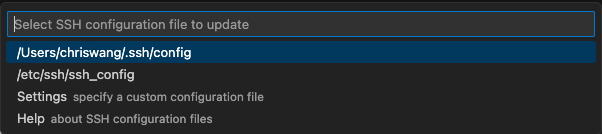 Select SSH configuration file to update
/Users/chriswang/.ssh/config
/etc/ssh/ssh_config
Settings specify a custom configuration file
Help about SSH configuration files